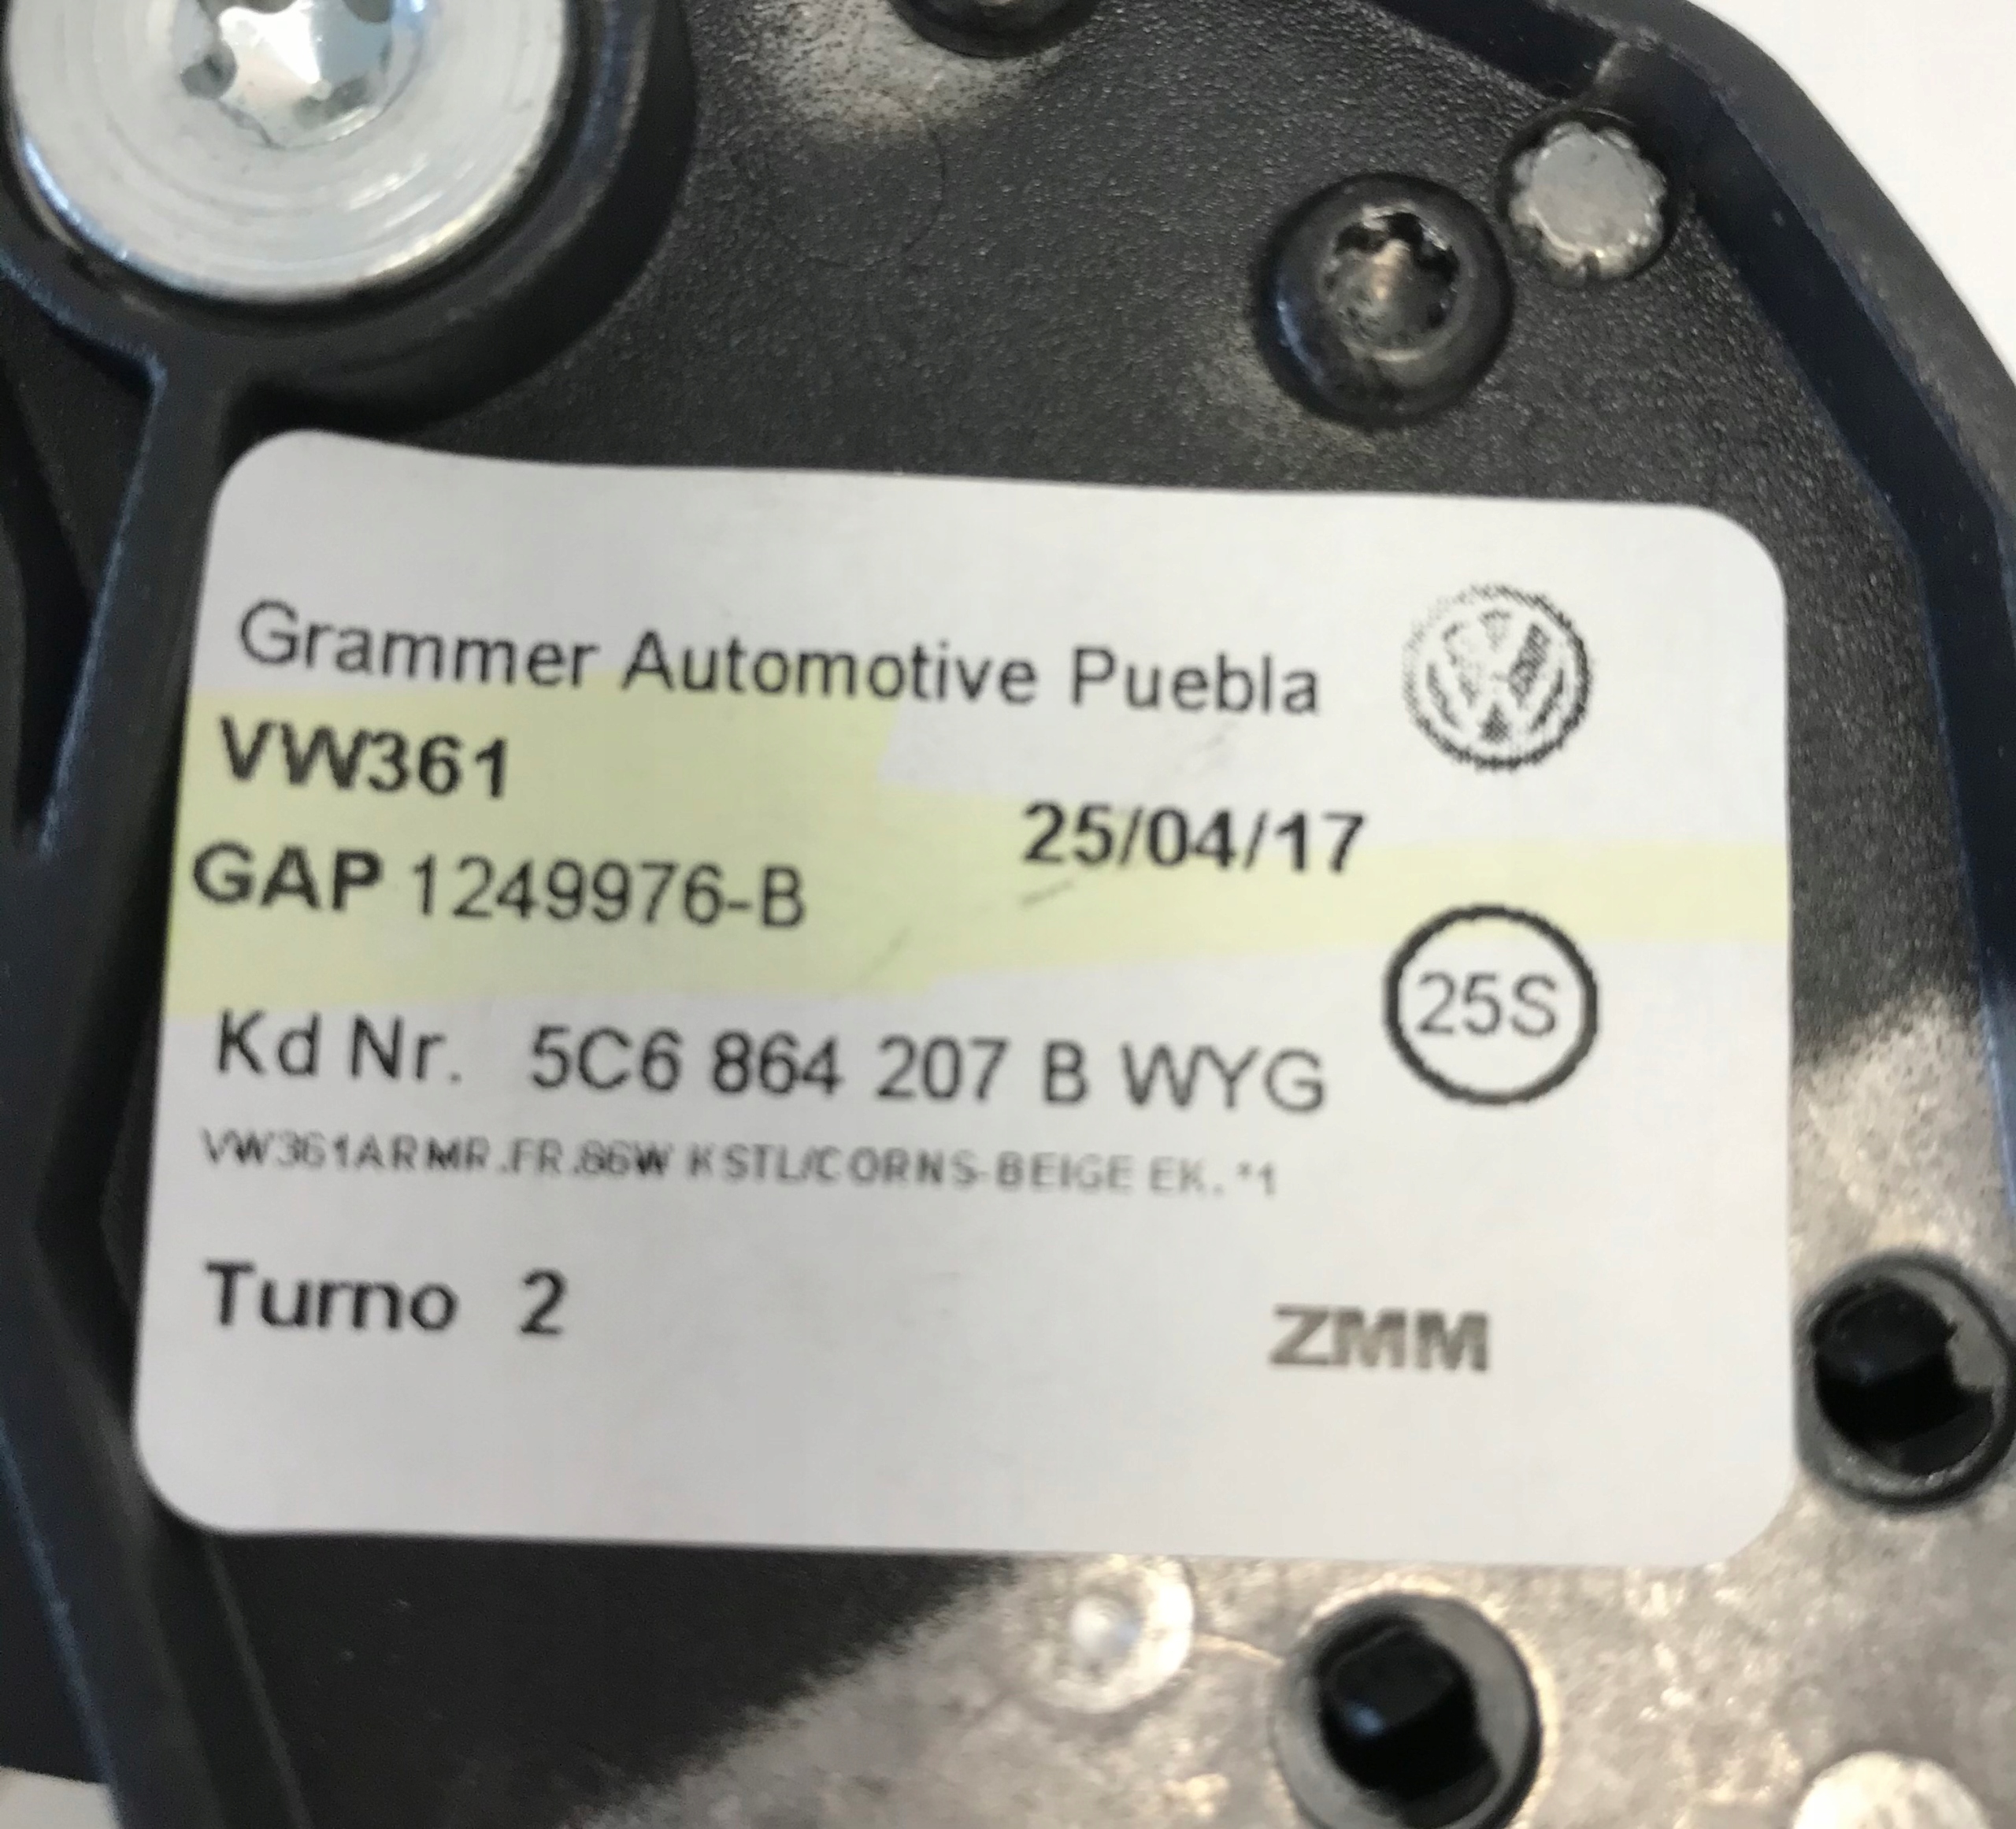 Grammer Automotive Puebla
VW361
25/04/17
GAP 1249976-B
25S
Kd Nr. 5C6 864 207 B WYG
VW361ARMR.FR.86W KSTL/CORNS-BEIGE EK. *1
Turno 2
ZMM